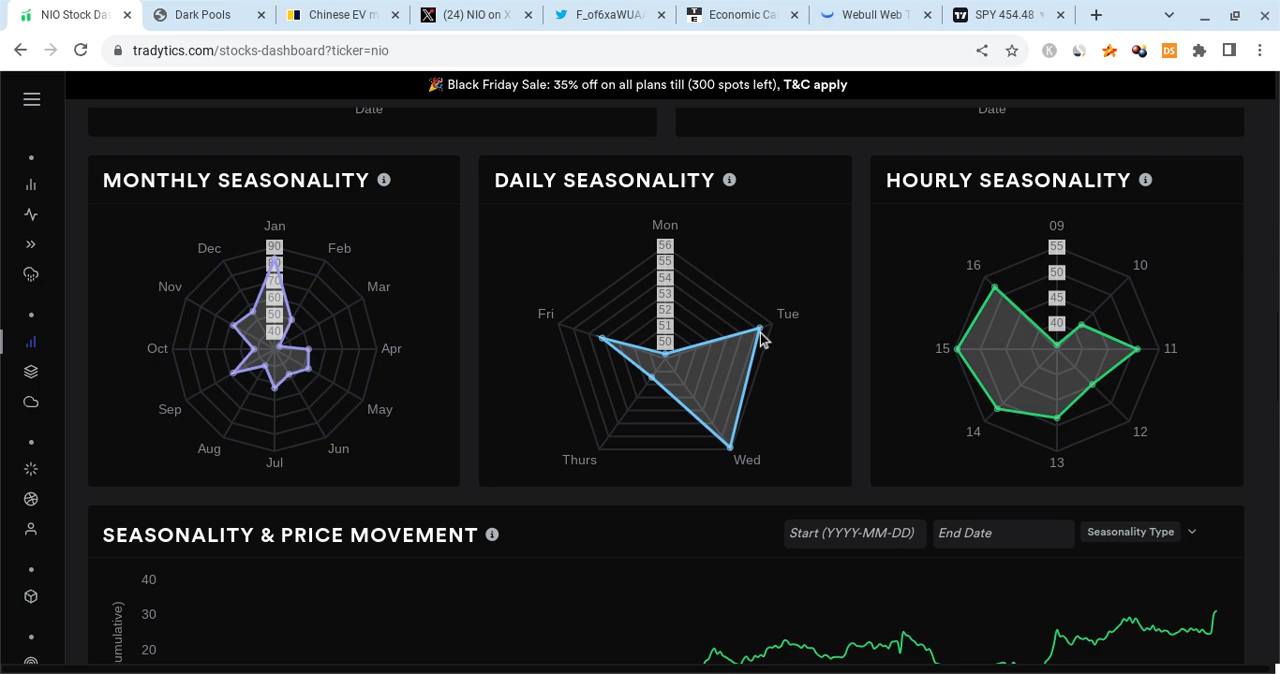 NIO Stock Das
Dark Pools
Chinese EV m
(24) NIO on X
F_of6xaWUAA
Economic Cal
Webull Web T
SPY 454.48
tradytics.com/stocks-dashboard?ticker=nio
🎉 Black Friday Sale: 35% off on all plans till (300 spots left), T&C apply
Date
Date
MONTHLY SEASONALITY
Jan
Feb
Mar
Apr
May
Jun
Jul
Aug
Sep
Oct
Nov
Dec
90
80
70
60
50
40
DAILY SEASONALITY
Mon
Tue
Wed
Thurs
Fri
56
55
54
53
52
51
50
HOURLY SEASONALITY
09
10
11
12
13
14
15
16
55
50
45
40
SEASONALITY & PRICE MOVEMENT
Start (YYYY-MM-DD)
End Date
Seasonality Type
40
30
20
umulative)